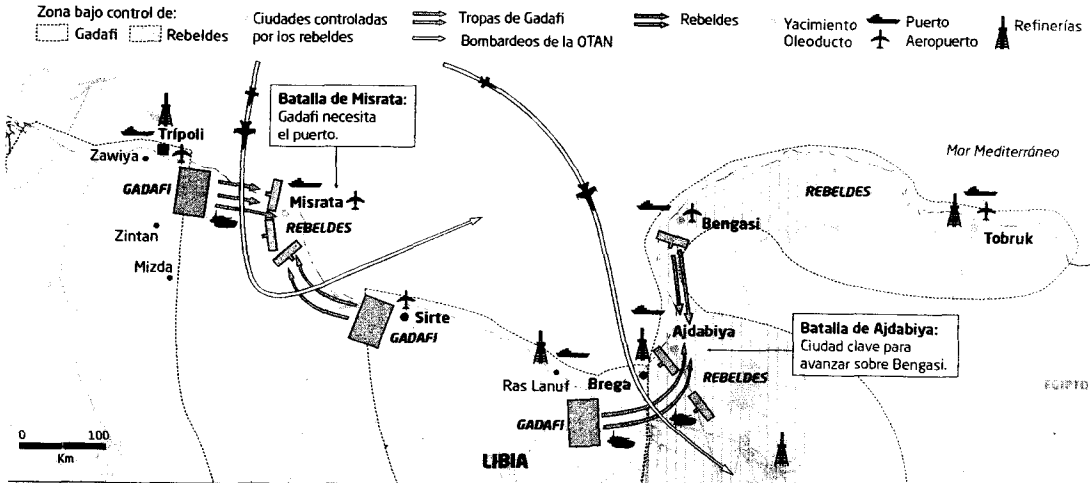 Zona bajo control de:
Gadafi
Rebeldes
Ciudades controladas
por los rebeldes
Tropas de Gadafi
Bombardeos de la OTAN
Rebeldes
Yacimiento
Oleoducto
Puerto
Aeropuerto
Refinerías
Batalla de Misrata:
Gadafi necesita
el puerto.
Trípoli
Zawiya
GADAFI
Misrata
REBELDES
Zintan
Mizda
Sirte
GADAFI
Mar Mediterráneo
REBELDES
Bengasi
Tobruk
Ajdabiya
Batalla de Ajdabiya:
Ciudad clave para
avanzar sobre Bengasi.
Ras Lanuf
Brega
REBELDES
EGIPTO
GADAFI
0 100
Km
LIBIA